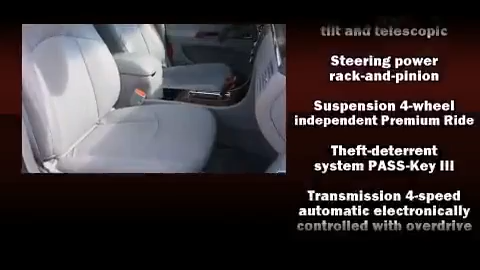 tilt and telescopic
Steering power
rack-and-pinion
Suspension 4-wheel
independent Premium Ride
Theft-deterrent
system PASS-Key III
Transmission 4-speed
automatic electronically
controlled with overdrive